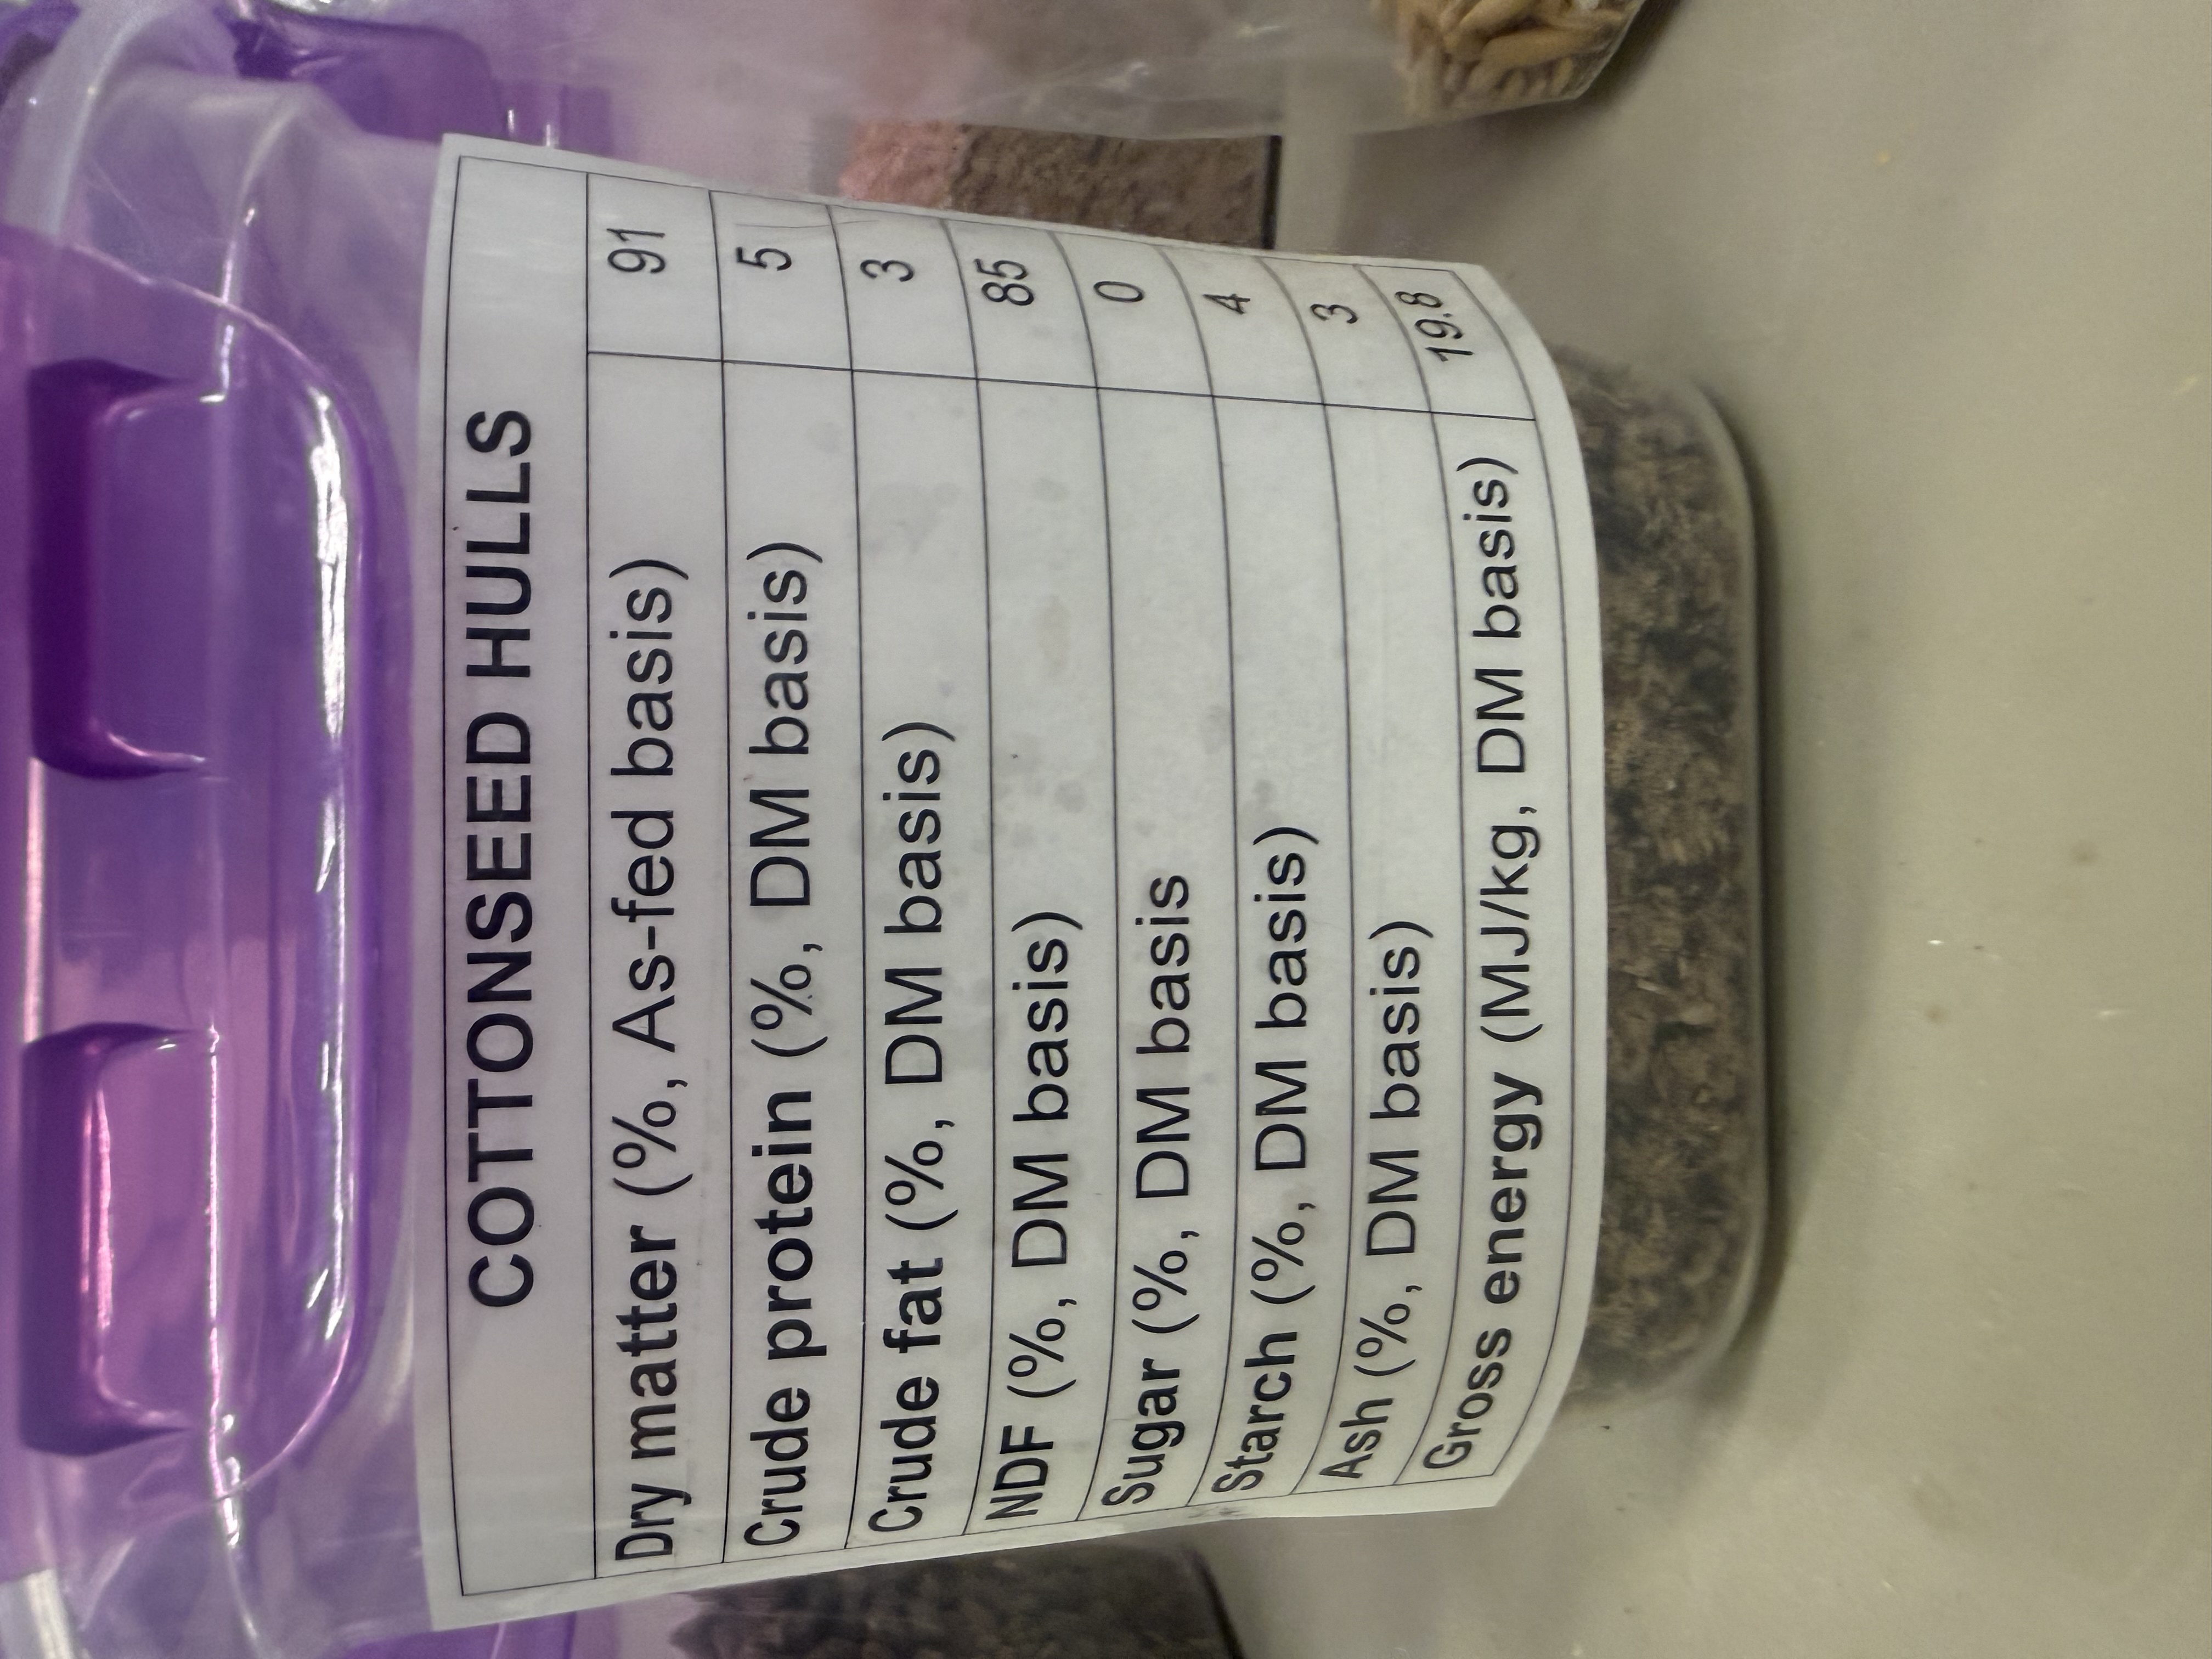 COTTONSEED HULLS
Dry matter (%, As-fed basis) 91
Crude protein (%, DM basis) 5
Crude fat (%, DM basis) 3
NDF (%, DM basis) 85
Sugar (%, DM basis 0
Starch (%, DM basis) 4
Ash (%, DM basis) 3
Gross energy (MJ/kg, DM basis) 19.8